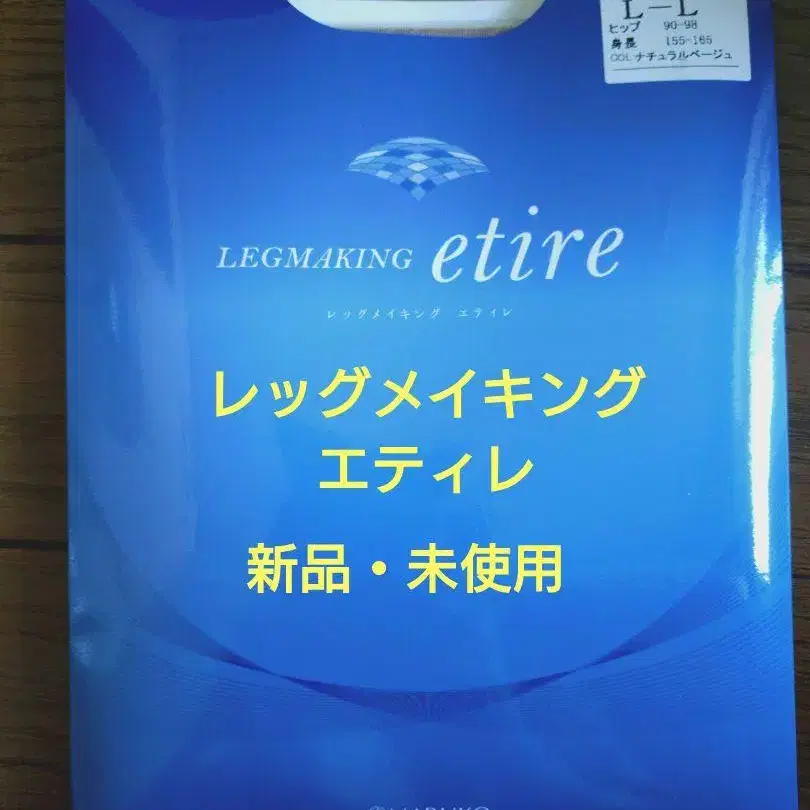 L-L
ヒップ 90-98
身長 155-165
COL ナチュラルベージュ
LEGMAKING etire
レッグメイキング エティレ
レッグメイキング
エティレ
新品・未使用